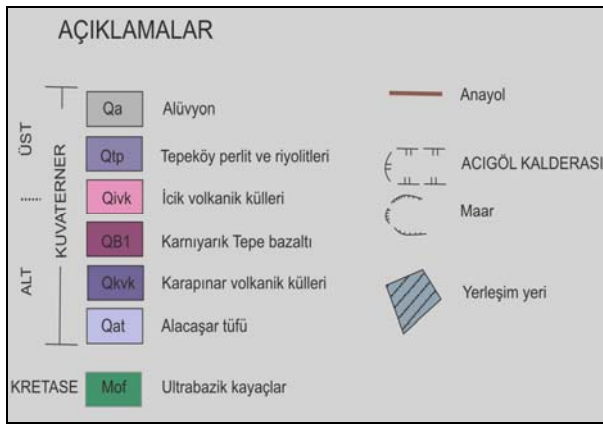 AÇIKLAMALAR
ÜST
ALT
KUVATERNER
Qa Alüvyon
Qtp Tepeköy perlit ve riyolitleri
Qivk İcik volkanik külleri
QB1 Karnıyarık Tepe bazaltı
Qkvk Karapınar volkanik külleri
Qat Alacaşar tüfü
KRETASE Mof Ultrabazik kayaçlar
Anayol
ACIGÖL KALDERASI
Maar
Yerleşim yeri